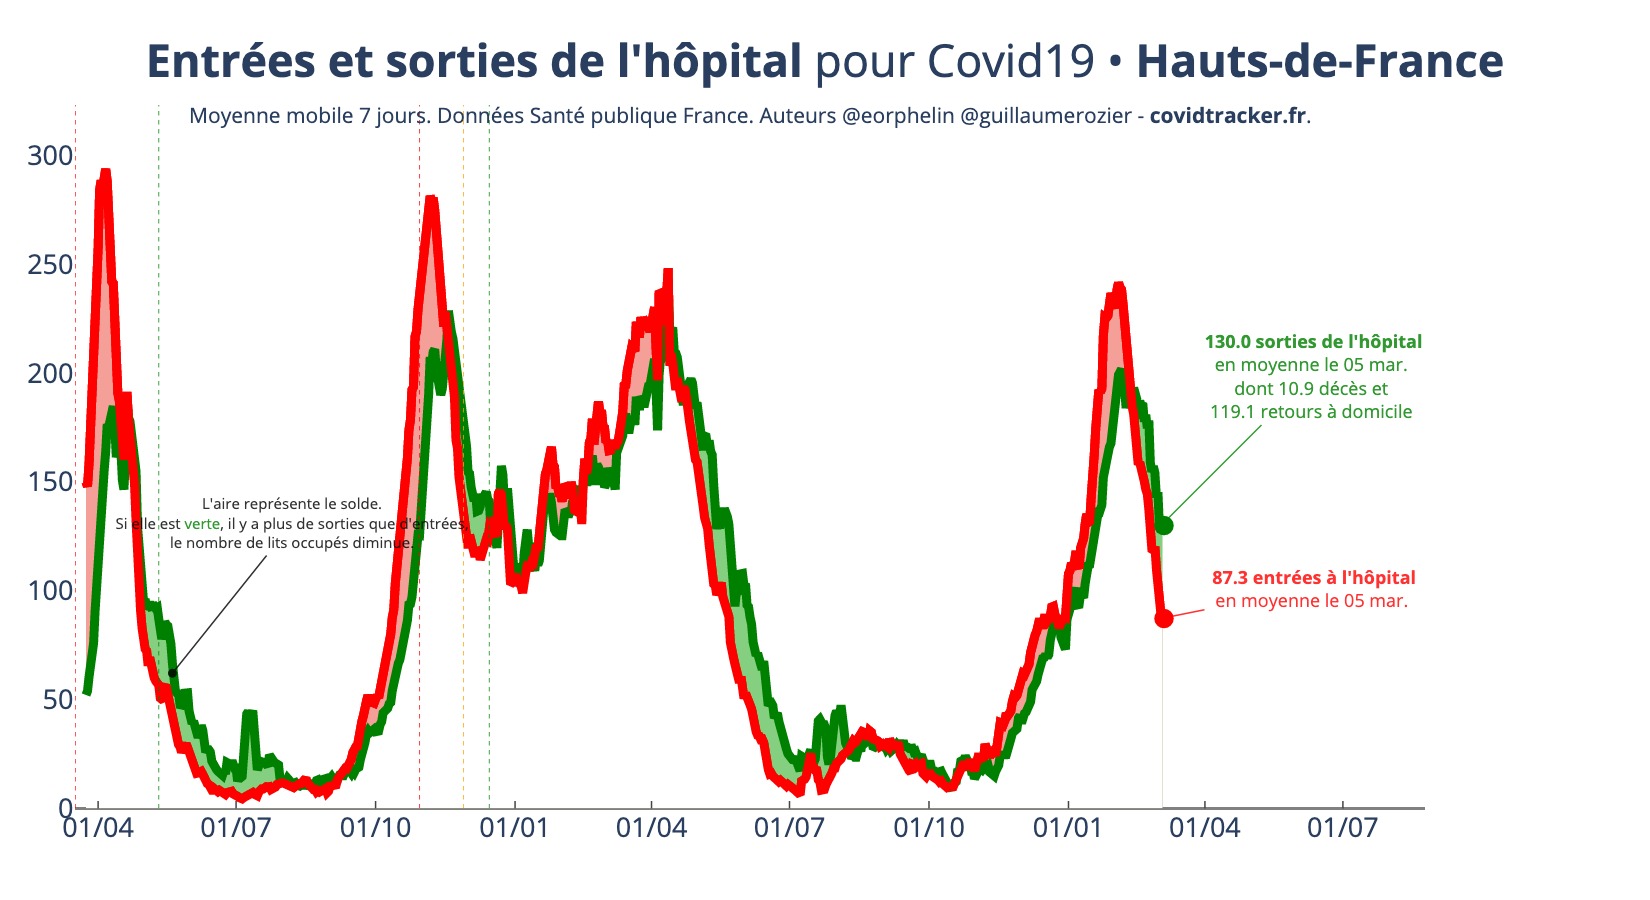 Entrées et sorties de l'hôpital pour Covid19 • Hauts-de-France
Moyenne mobile 7 jours. Données Santé publique France. Auteurs @eorphelin @guillaumerozier - covidtracker.fr.
300
250
200
150
100
50
0
130.0 sorties de l'hôpital
en moyenne le 05 mar.
dont 10.9 décès et
119.1 retours à domicile
L'aire représente le solde.
Si elle est verte, il y a plus de sorties que d'entrées,
le nombre de lits occupés diminue.
87.3 entrées à l'hôpital
en moyenne le 05 mar.
01/04 01/07 01/10 01/01 01/04 01/07 01/10 01/01 01/04 01/07